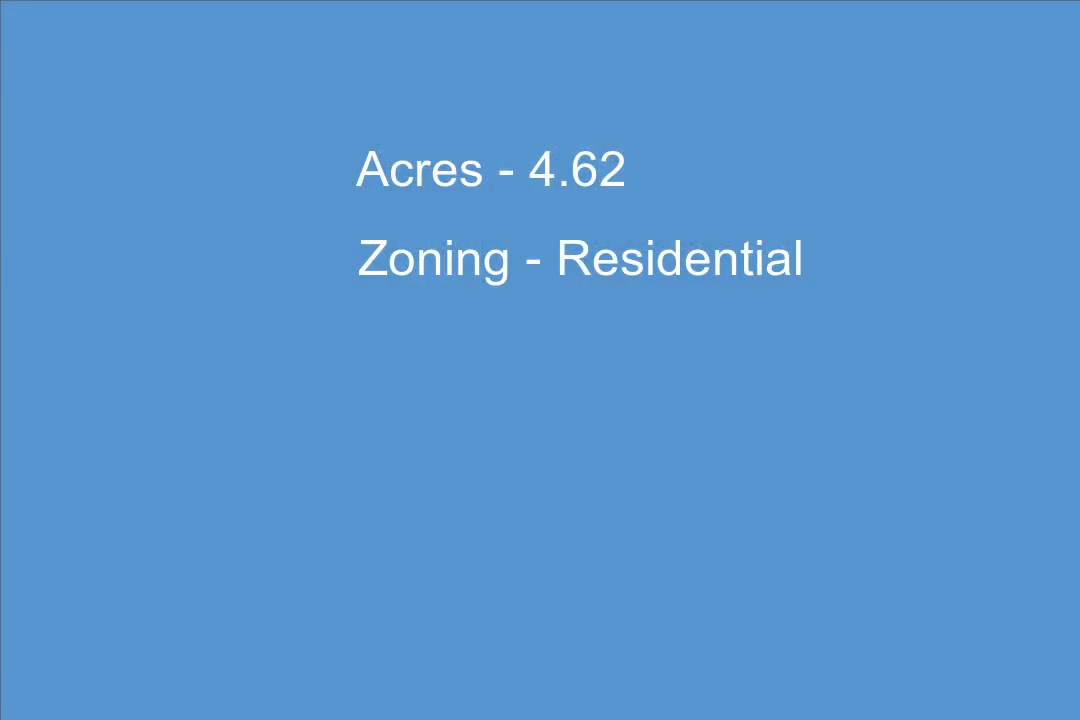 Acres - 4.62
Zoning - Residential